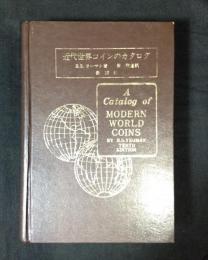 近代世界コインのカタログ
A
Catalog of
MODERN
WORLD
COINS
BY R.S. YEOMAN
TENTH
EDITION